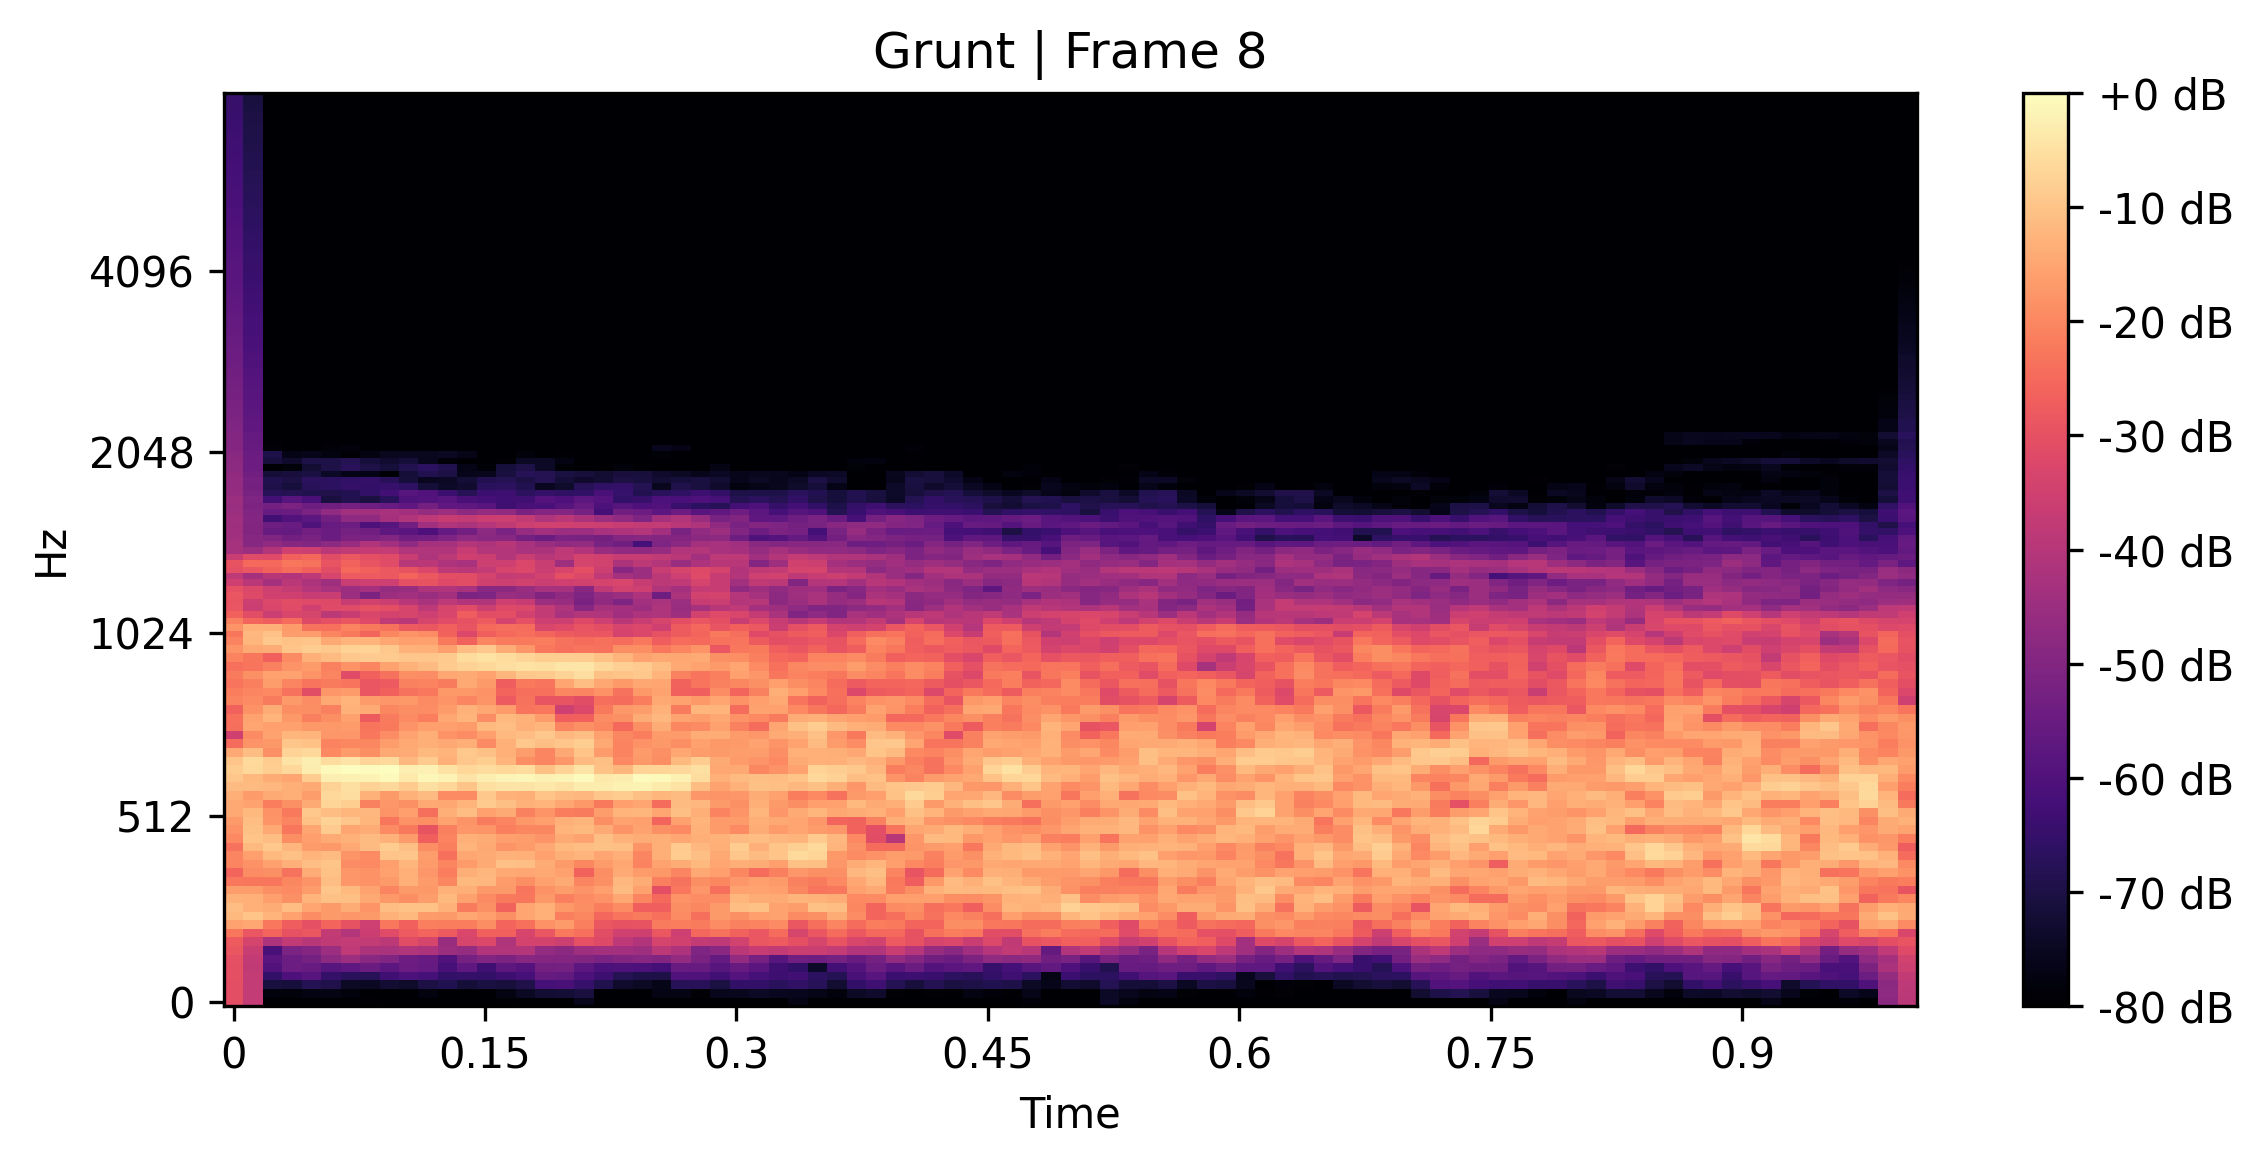 Grunt | Frame 8
Hz
4096
2048
1024
512
0
0 0.15 0.3 0.45 0.6 0.75 0.9
Time
+0 dB
-10 dB
-20 dB
-30 dB
-40 dB
-50 dB
-60 dB
-70 dB
-80 dB